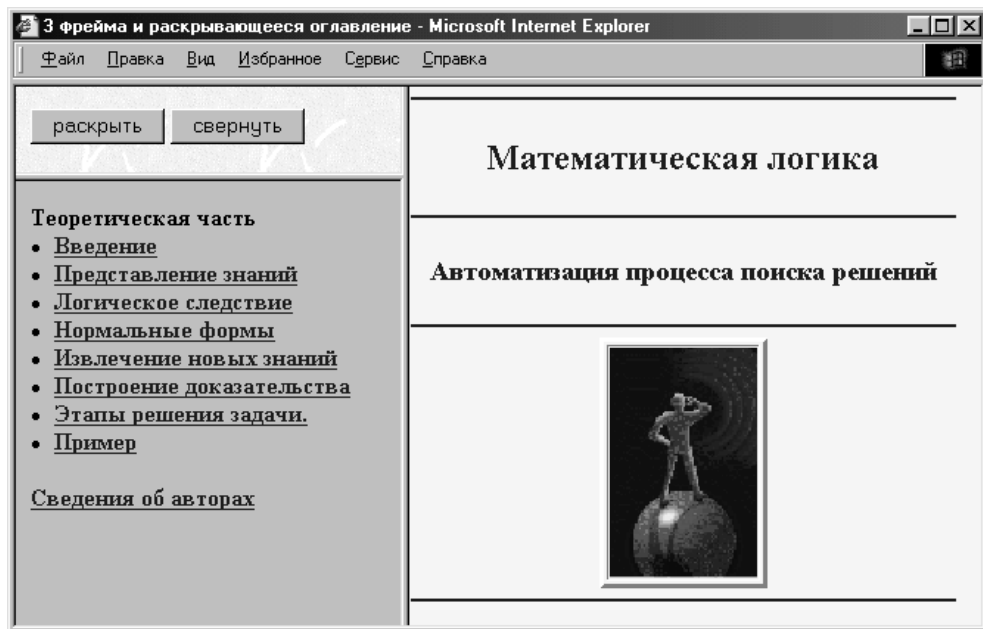 3 фрейма и раскрывающееся оглавление - Microsoft Internet Explorer
Файл Правка Вид Избранное Сервис Справка
раскрыть свернуть
Теоретическая часть
• Введение
• Представление знаний
• Логическое следствие
• Нормальные формы
• Извлечение новых знаний
• Построение доказательства
• Этапы решения задачи.
• Пример
Сведения об авторах
Математическая логика
Автоматизация процесса поиска решений